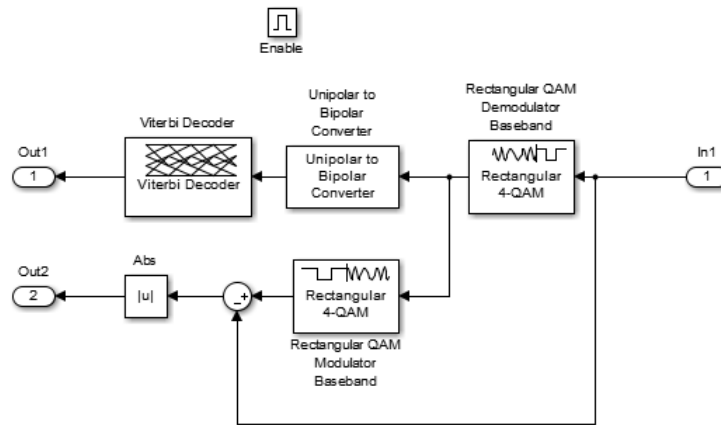 Enable
Rectangular QAM
Demodulator
Baseband
Unipolar to
Bipolar
Converter
Viterbi Decoder
Out1
In1
1
Viterbi Decoder
Unipolar to
Bipolar
Converter
Rectangular
4-QAM
1
Out2
Abs
2
|u|
-+
Rectangular
4-QAM
Rectangular QAM
Modulator
Baseband